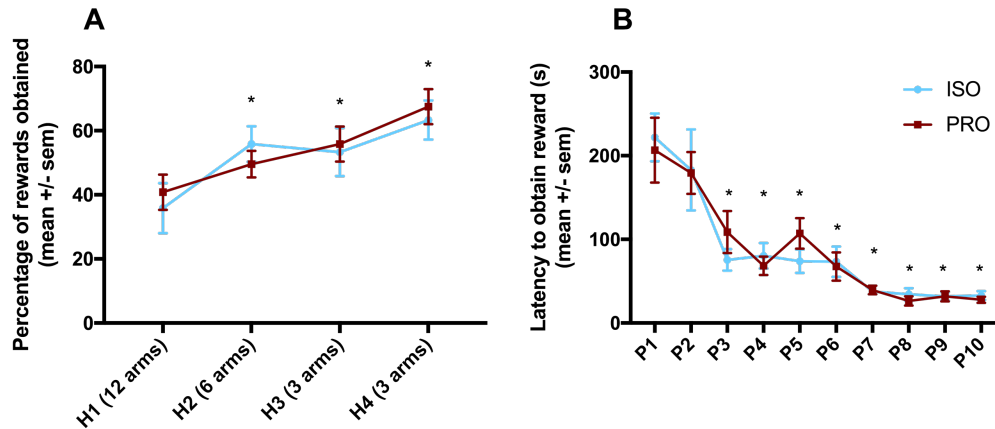 A
Percentage of rewards obtained
(mean +/- sem)
80
60
40
20
0
*
*
*
H1 (12 arms)
H2 (6 arms)
H3 (3 arms)
H4 (3 arms)
B
Latency to obtain reward (s)
(mean +/- sem)
300
200
100
0
*
*
*
*
*
*
*
*
P1
P2
P3
P4
P5
P6
P7
P8
P9
P10
ISO
PRO